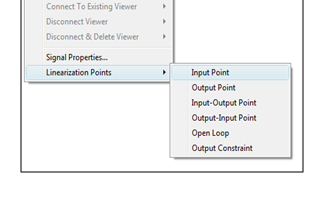 Connect To Existing Viewer
Disconnect Viewer
Disconnect & Delete Viewer
Signal Properties...
Linearization Points
Input Point
Output Point
Input-Output Point
Output-Input Point
Open Loop
Output Constraint